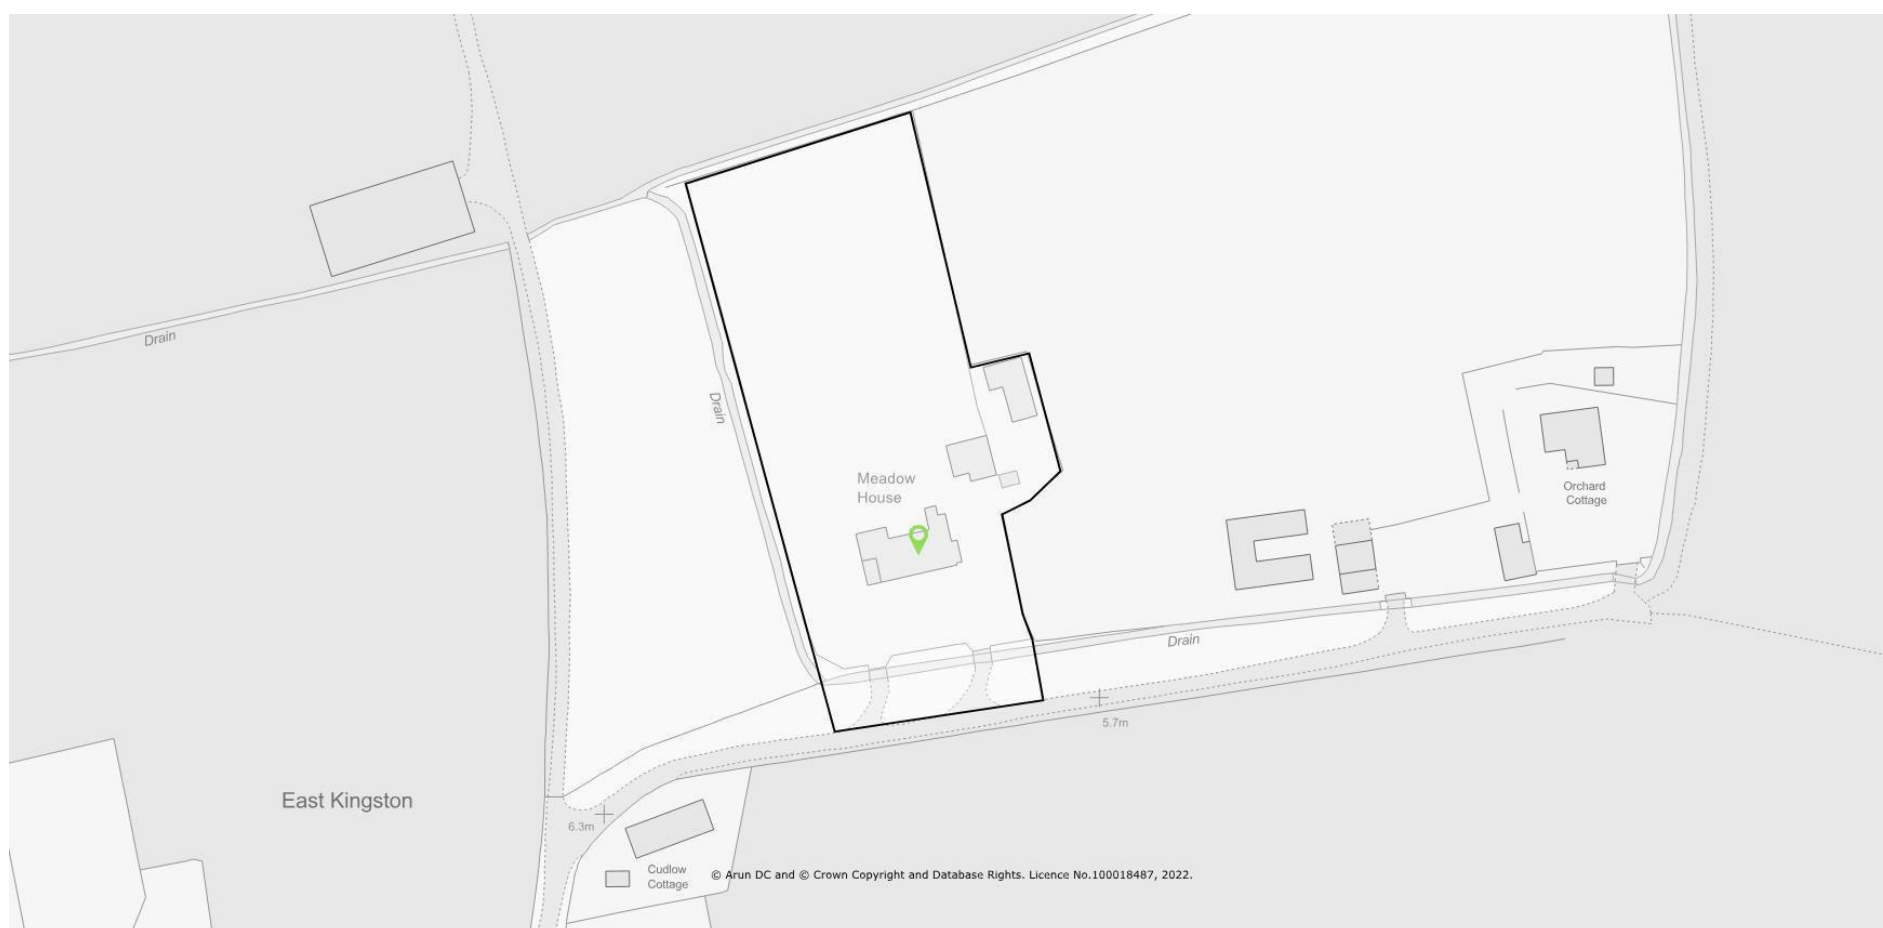 Drain
Drain
Meadow
House
Orchard
Cottage
Drain
5.7m
East Kingston
6.3m
Cudlow
Cottage
© Arun DC and © Crown Copyright and Database Rights. Licence No.100018487, 2022.